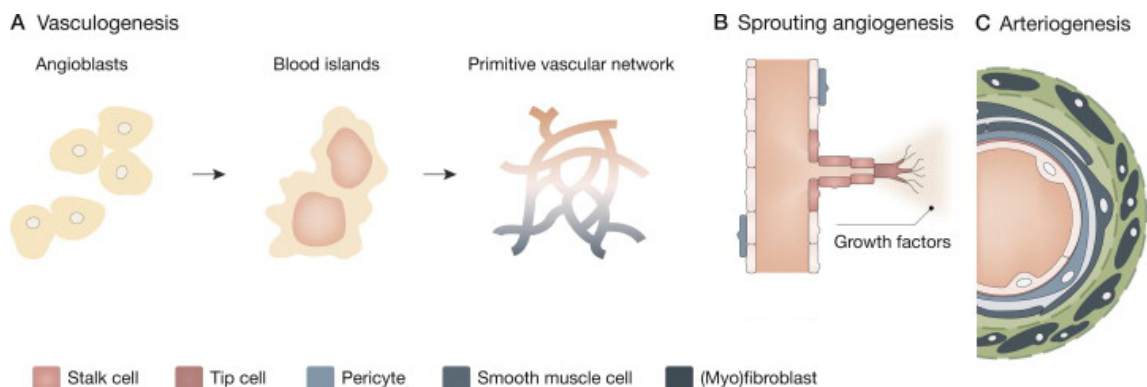 A Vasculogenesis
B Sprouting angiogenesis
C Arteriogenesis
Angioblasts
Blood islands
Primitive vascular network
Growth factors
Stalk cell
Tip cell
Pericyte
Smooth muscle cell
(Myo)fibroblast